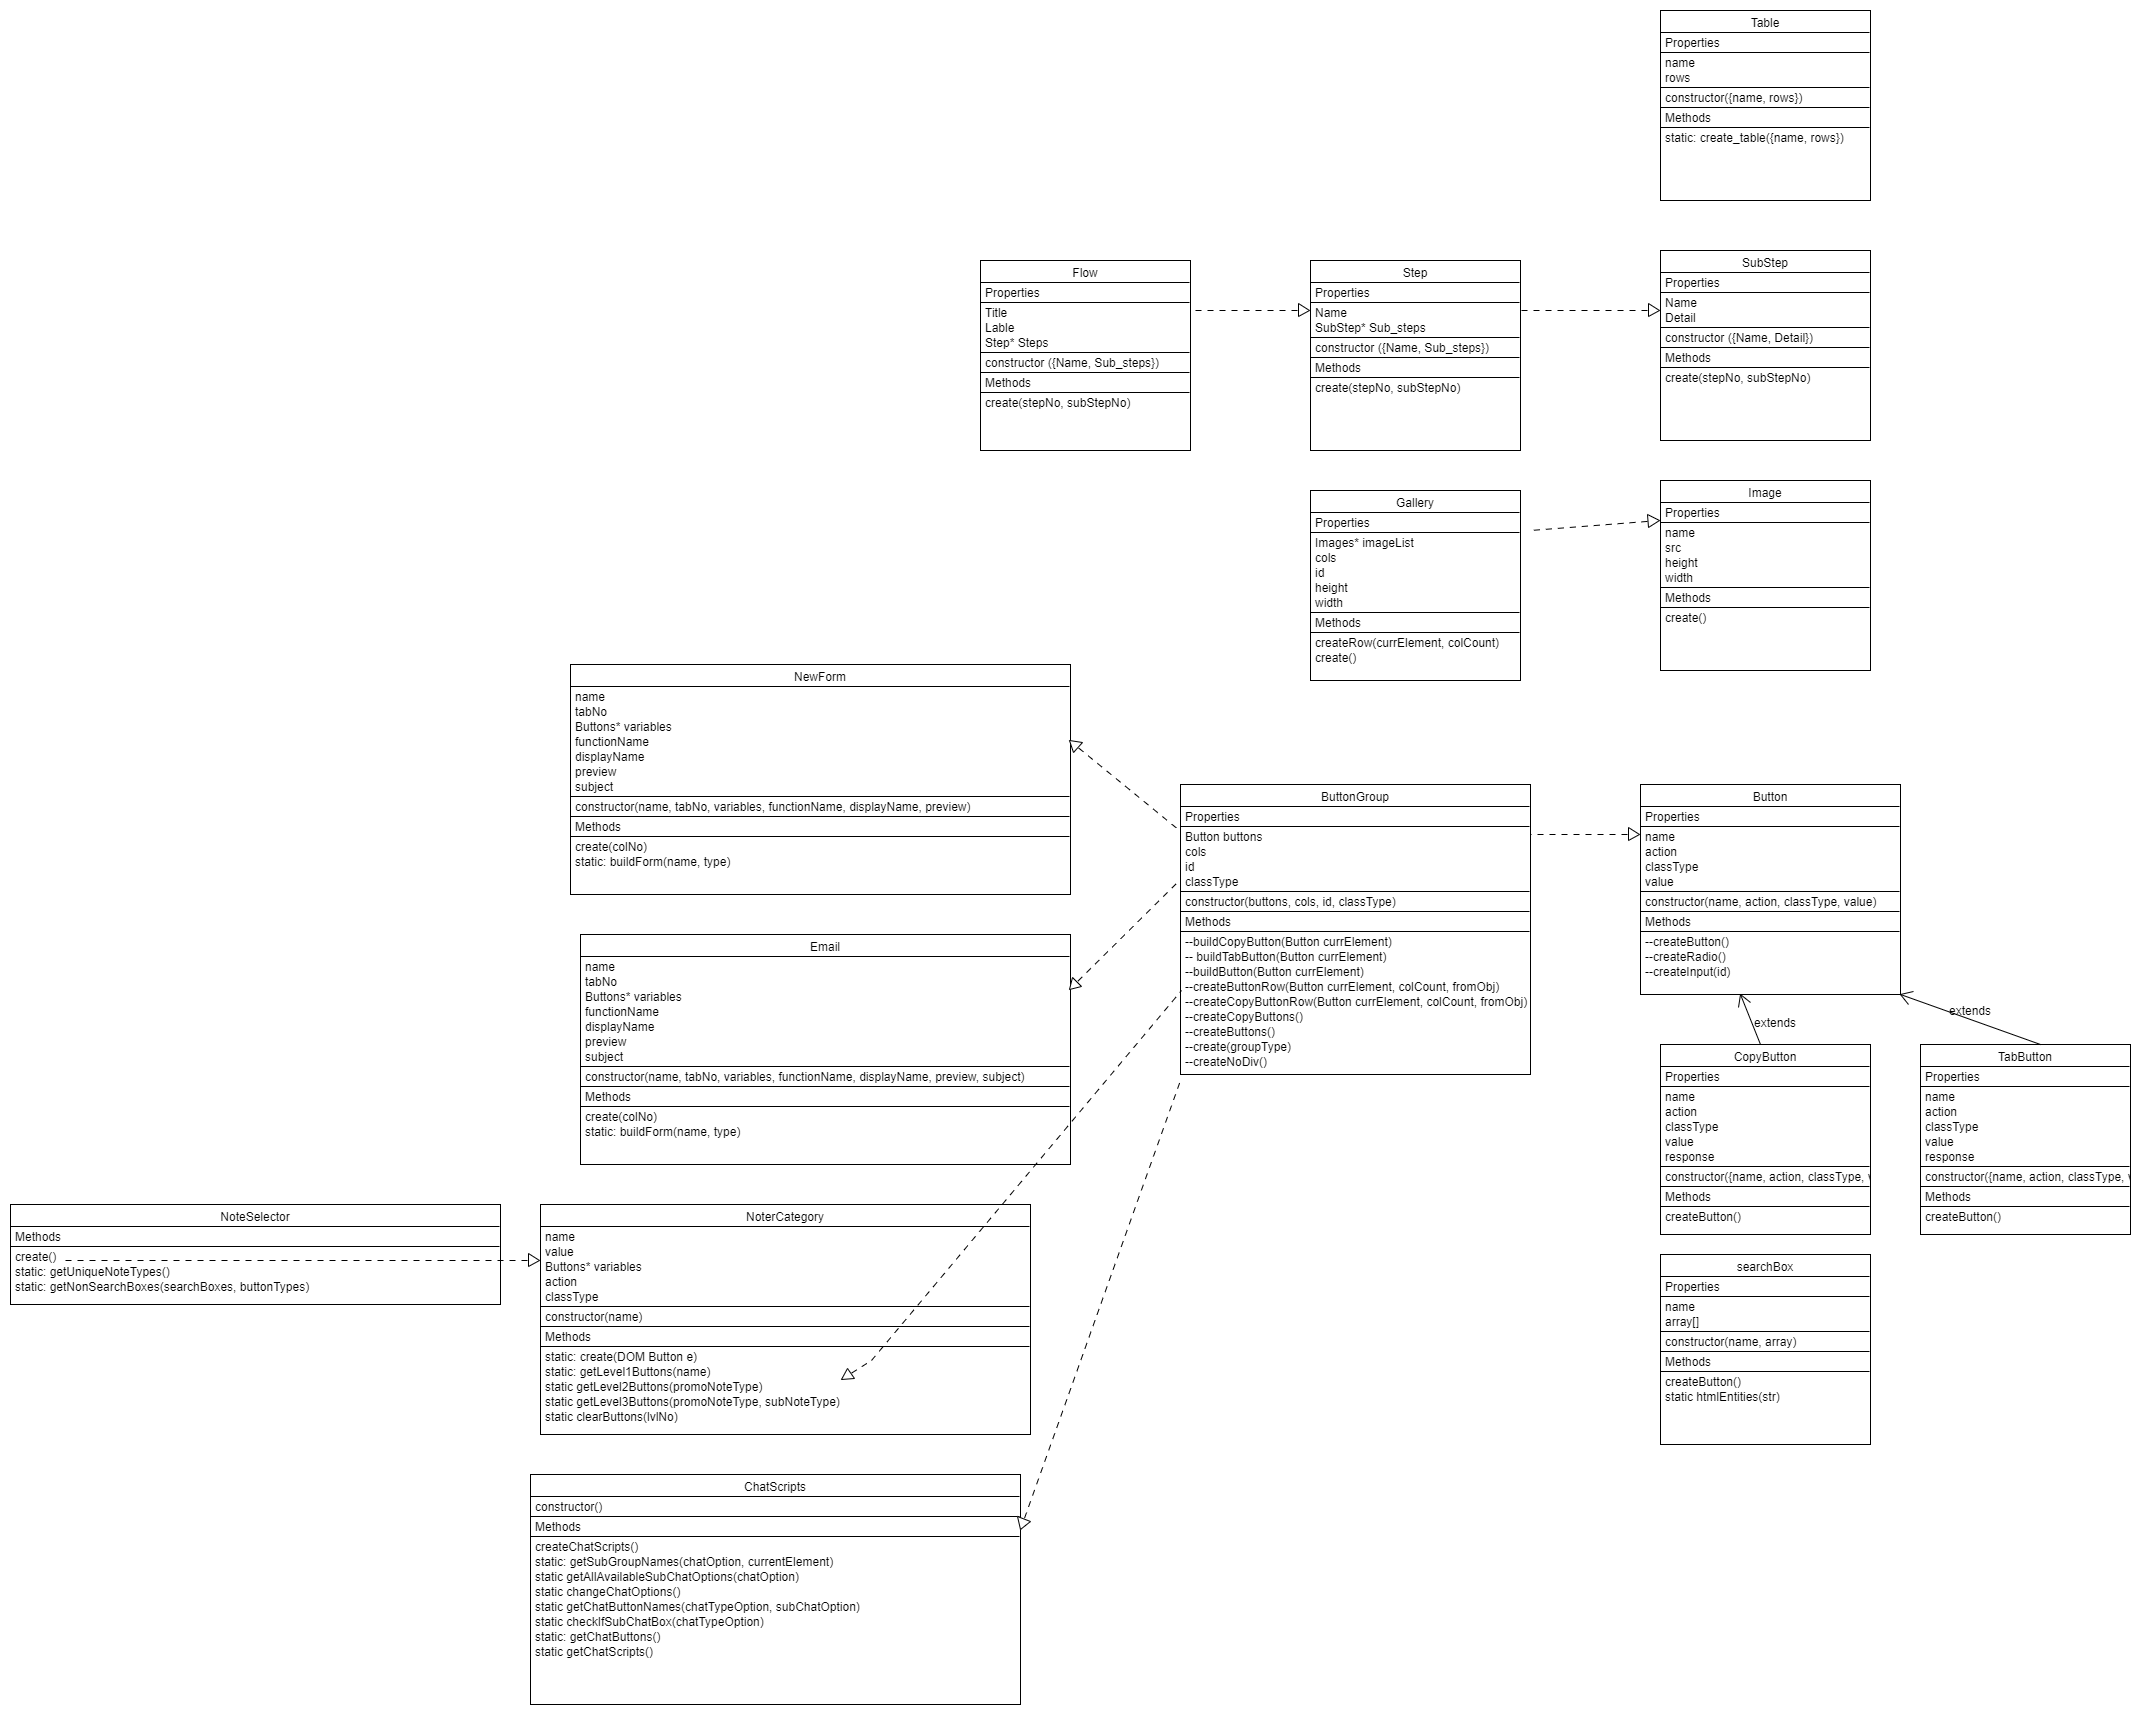 Table
Properties
name
rows
constructor({name, rows})
Methods
static: create_table({name, rows})
Flow
Properties
Title
Lable
Step* Steps
constructor ({Name, Sub_steps})
Methods
create(stepNo, subStepNo)
Step
Properties
Name
SubStep* Sub_steps
constructor ({Name, Sub_steps})
Methods
create(stepNo, subStepNo)
SubStep
Properties
Name
Detail
constructor ({Name, Detail})
Methods
create(stepNo, subStepNo)
Gallery
Properties
Images* imageList
cols
id
height
width
Methods
createRow(currElement, colCount)
create()
Image
Properties
name
src
height
width
Methods
create()
NewForm
name
tabNo
Buttons* variables
functionName
displayName
preview
subject
constructor(name, tabNo, variables, functionName, displayName, preview)
Methods
create(colNo)
static: buildForm(name, type)
ButtonGroup
Properties
Button buttons
cols
id
classType
constructor(buttons, cols, id, classType)
Methods
--buildCopyButton(Button currElement)
-- buildTabButton(Button currElement)
--buildButton(Button currElement)
--createButtonRow(Button currElement, colCount, fromObj)
--createCopyButtonRow(Button currElement, colCount, fromObj)
--createCopyButtons()
--createButtons()
--create(groupType)
--createNoDiv()
Button
Properties
name
action
classType
value
constructor(name, action, classType, value)
Methods
--createButton()
--createRadio()
--createInput(id)
extends
extends
Email
name
tabNo
Buttons* variables
functionName
displayName
preview
subject
constructor(name, tabNo, variables, functionName, displayName, preview, subject)
Methods
create(colNo)
static: buildForm(name, type)
CopyButton
Properties
name
action
classType
value
response
constructor({name, action, classType,
Methods
createButton()
TabButton
Properties
name
action
classType
value
response
constructor({name, action, classType,
Methods
createButton()
NoteSelector
Methods
create()
static: getUniqueNoteTypes()
static: getNonSearchBoxes(searchBoxes, buttonTypes)
NoterCategory
name
value
Buttons* variables
action
classType
constructor(name)
Methods
static: create(DOM Button e)
static: getLevel1Buttons(name)
static getLevel2Buttons(promoNoteType)
static getLevel3Buttons(promoNoteType, subNoteType)
static clearButtons(lvlNo)
searchBox
Properties
name
array[]
constructor(name, array)
Methods
createButton()
static htmlEntities(str)
ChatScripts
constructor()
Methods
createChatScripts()
static: getSubGroupNames(chatOption, currentElement)
static getAllAvailableSubChatOptions(chatOption)
static changeChatOptions()
static getChatButtonNames(chatTypeOption, subChatOption)
static checkIfSubChatBox(chatTypeOption)
static: getChatButtons()
static getChatScripts()